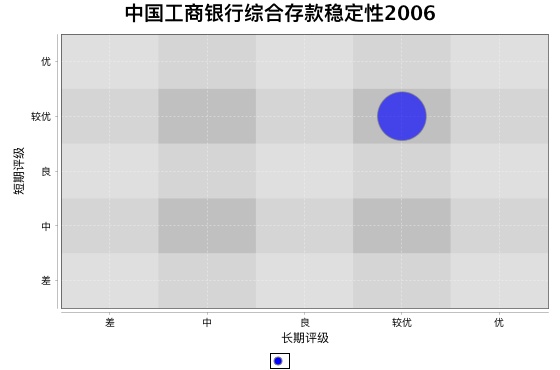 中国工商银行综合存款稳定性2006
短期评级
优
较优
良
中
差
差 中 良 较优 优
长期评级